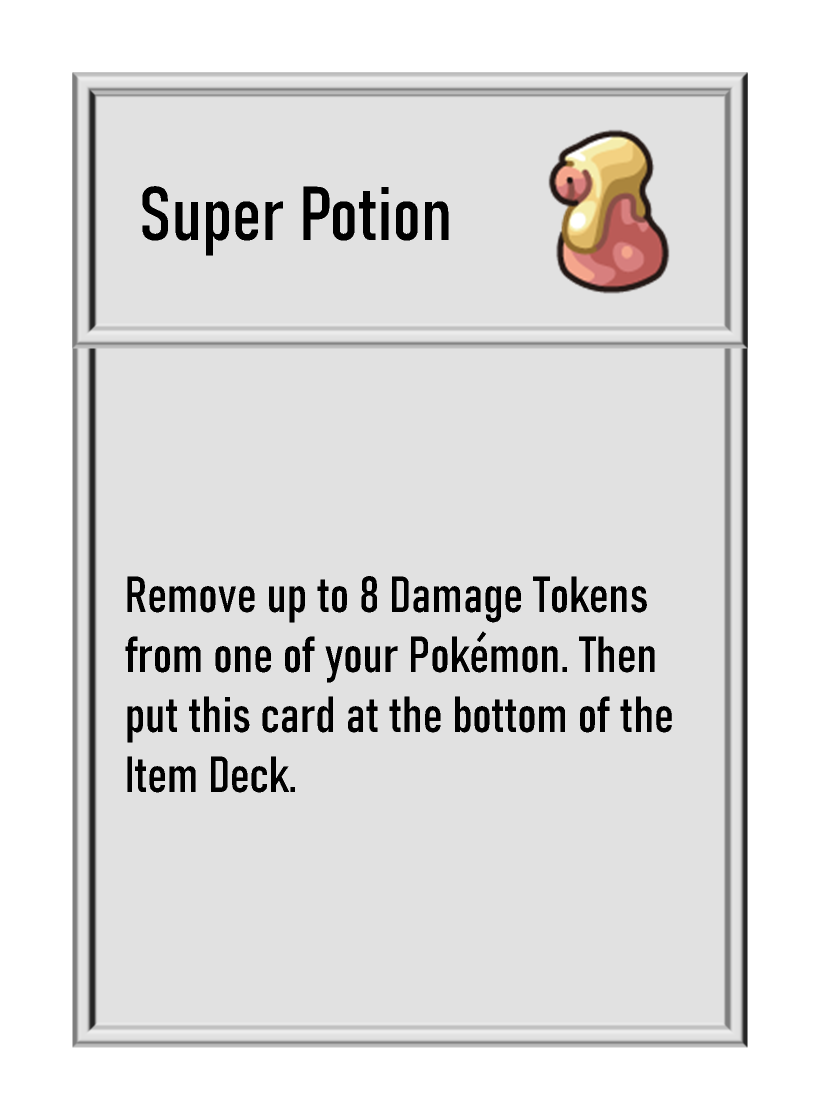 Super Potion
Remove up to 8 Damage Tokens
from one of your Pokémon. Then
put this card at the bottom of the
Item Deck.